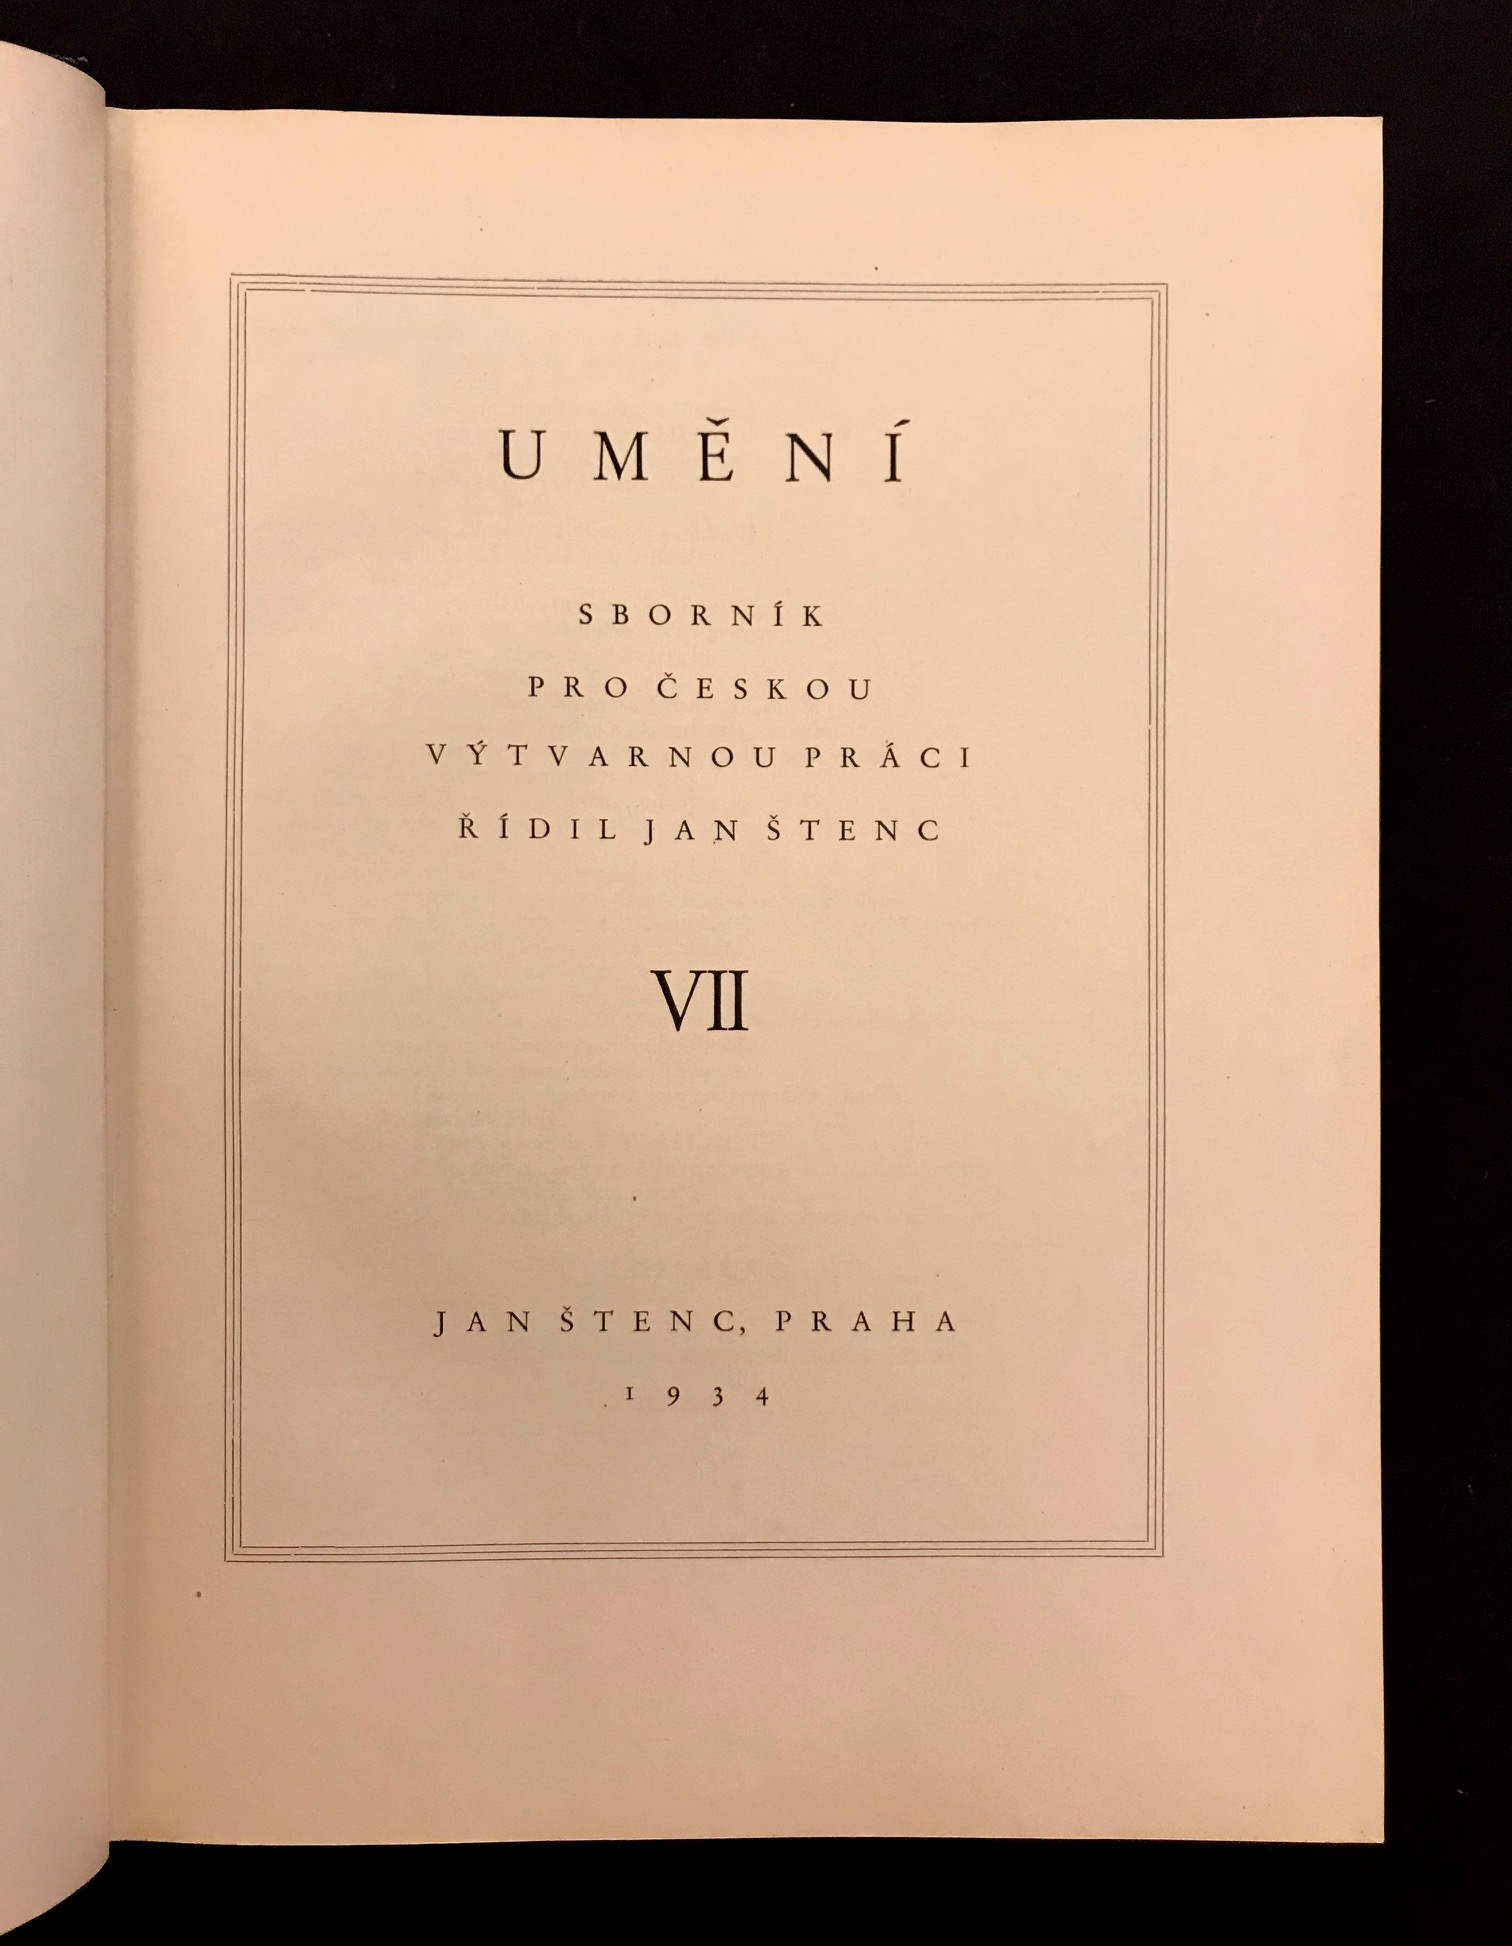 UMĚNÍ
SBORNÍK
PRO ČESKOU
VÝTVARNOU PRÁCI
ŘÍDIL JAN ŠTENC
VII
JAN ŠTENC, PRAHA
1934